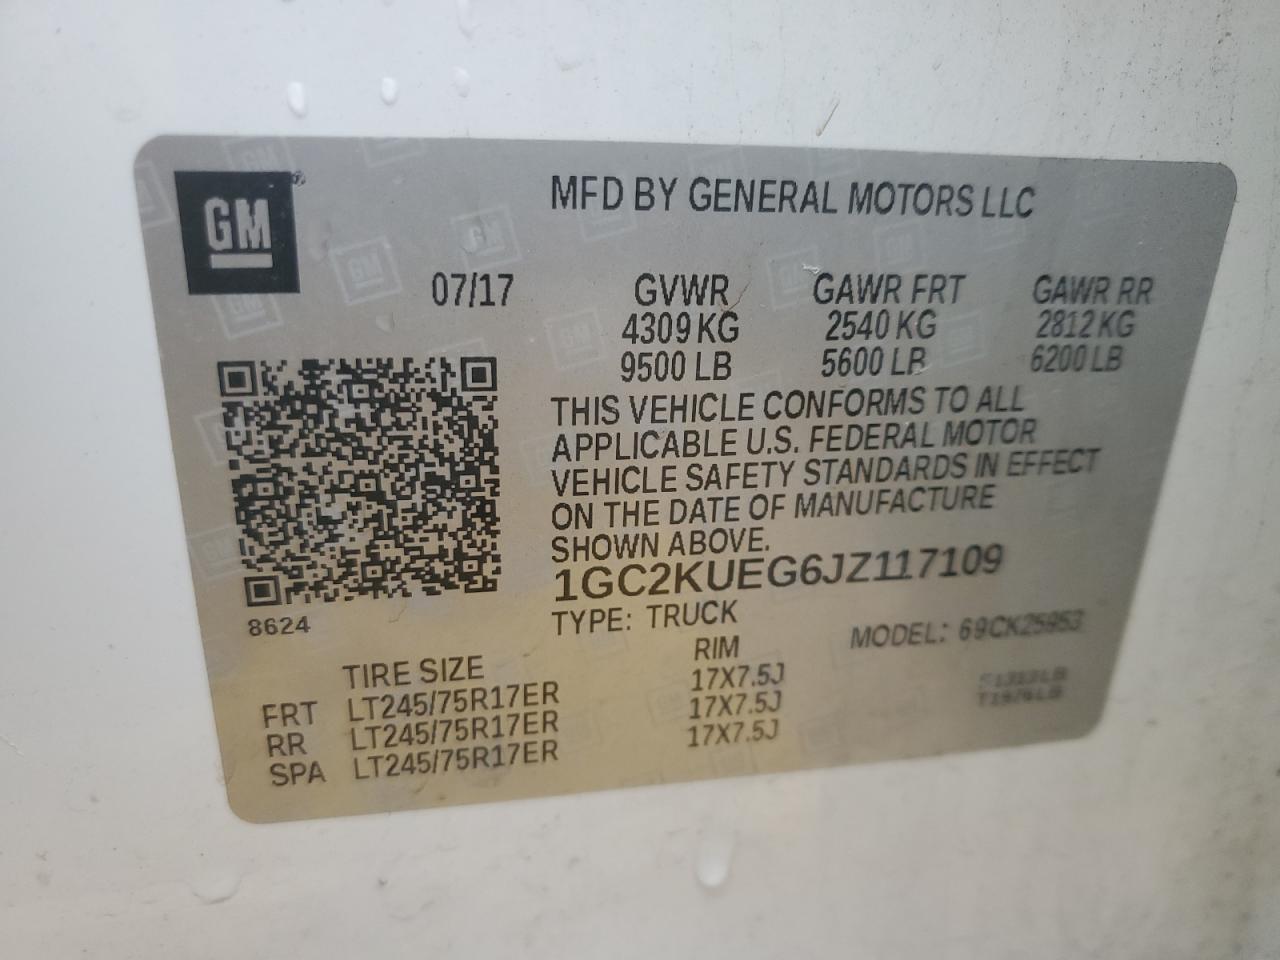 GM
MFD BY GENERAL MOTORS LLC
07/17 GVWR GAWR FRT GAWR RR
4309 KG 2540 KG 2812 KG
9500 LB 5600 LB 6200 LB
THIS VEHICLE CONFORMS TO ALL
APPLICABLE U.S. FEDERAL MOTOR
VEHICLE SAFETY STANDARDS IN EFFECT
ON THE DATE OF MANUFACTURE
SHOWN ABOVE.
1GC2KUEG6JZ117109
8624
TYPE: TRUCK MODEL: 69CK25953
TIRE SIZE RIM
FRT LT245/75R17ER 17X7.5J
RR LT245/75R17ER 17X7.5J
SPA LT245/75R17ER 17X7.5J